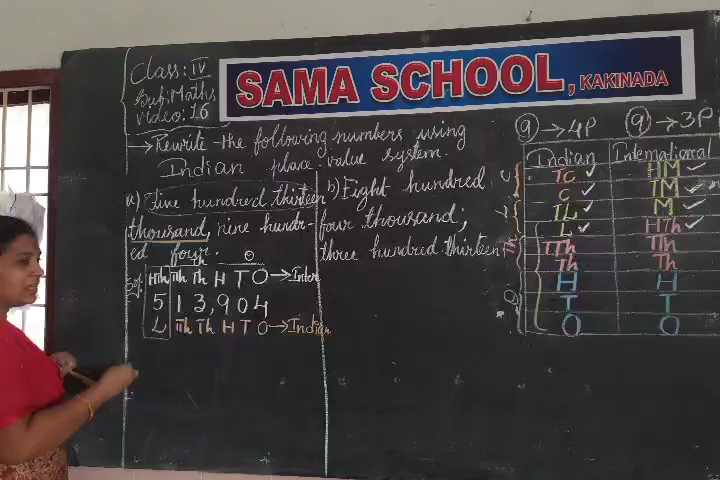 Class: IV
Sub: Maths
Video: 16
SAMA SCHOOL, KAKINADA
→ Rewrite the following numbers using
Indian place value system.
a) Five hundred thirteen
thousand, nine hundr-
ed four.
Th O
HTh TTh Th H T O → Inter
5 1 3, 9 0 4
L TTh Th H T O → Indian
b) Eight hundred
four thousand,
three hundred thirteen
9 → 4P 9 → 3P
Indian International
TC ✓ HM ✓
C ✓ TM ✓
TL ✓ M ✓
L ✓ HTh ✓
TTh TTh
Th Th
H H
T T
O O